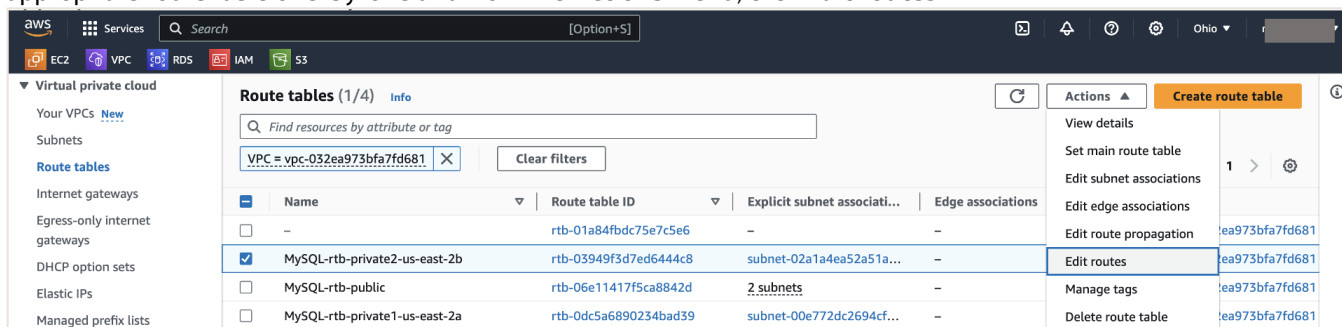 aws Services Search [Option+S] Ohio
EC2 VPC RDS IAM S3
Virtual private cloud
Your VPCs New
Subnets
Route tables
Internet gateways
Egress-only internet
gateways
DHCP option sets
Elastic IPs
Managed prefix lists
Route tables (1/4) Info
Actions Create route table
Find resources by attribute or tag
VPC = vpc-032ea973bfa7fd681 Clear filters
1
View details
Set main route table
Edit subnet associations
Edit edge associations
Edit route propagation
Edit routes
Manage tags
Delete route table
Name Route table ID Explicit subnet associati... Edge associations
– rtb-01a84fbdc75e7c5e6 – – ea973bfa7fd681
MySQL-rtb-private2-us-east-2b rtb-03949f3d7ed6444c8 subnet-02a1a4ea52a51a... – ea973bfa7fd681
MySQL-rtb-public rtb-06e11417f5ca8842d 2 subnets – ea973bfa7fd681
MySQL-rtb-private1-us-east-2a rtb-0dc5a6890234bad39 subnet-00e772dc2694cf... – ea973bfa7fd681